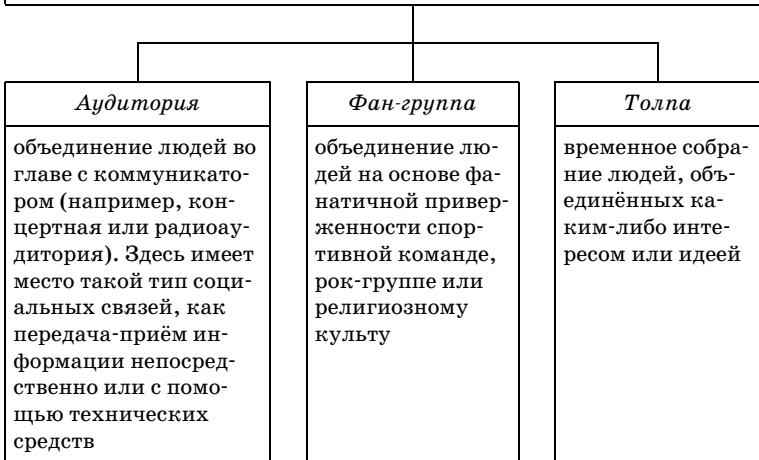 Аудитория
объединение людей во
главе с коммуникато-
ром (например, кон-
цертная или радиоау-
дитория). Здесь имеет
место такой тип соци-
альных связей, как
передача-приём ин-
формации непосред-
ственно или с помо-
щью технических
средств
Фан-группа
объединение лю-
дей на основе фа-
натичной привер-
женности спор-
тивной команде,
рок-группе или
религиозному
культу
Толпа
временное собра-
ние людей, объ-
единённых ка-
ким-либо инте-
ресом или идеей